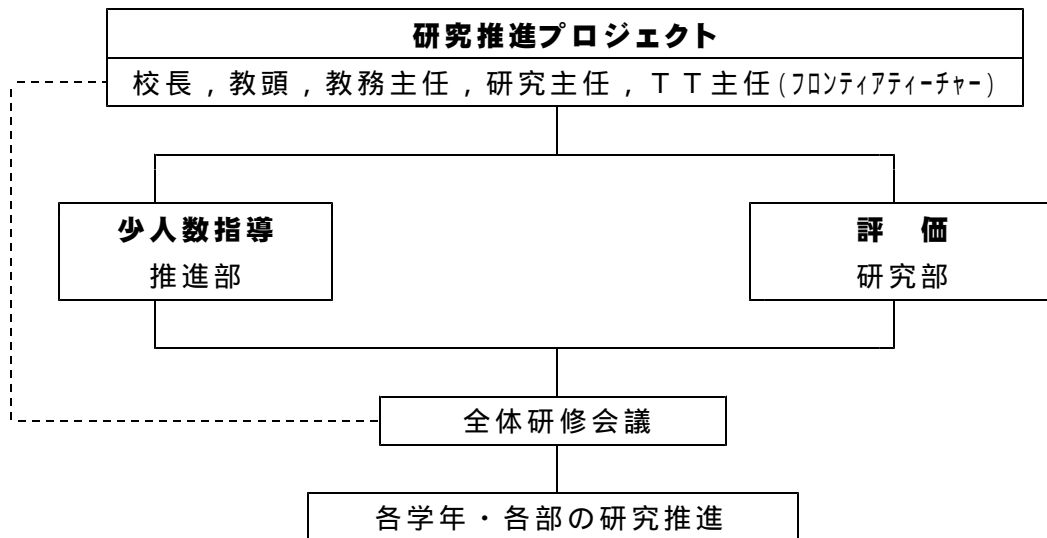 研究推進プロジェクト
校長，教頭，教務主任，研究主任，ＴＴ主任(ﾌﾛﾝﾃｨｱﾃｨｰﾁｬｰ)
少人数指導
推進部
評　価
研究部
全体研修会議
各学年・各部の研究推進